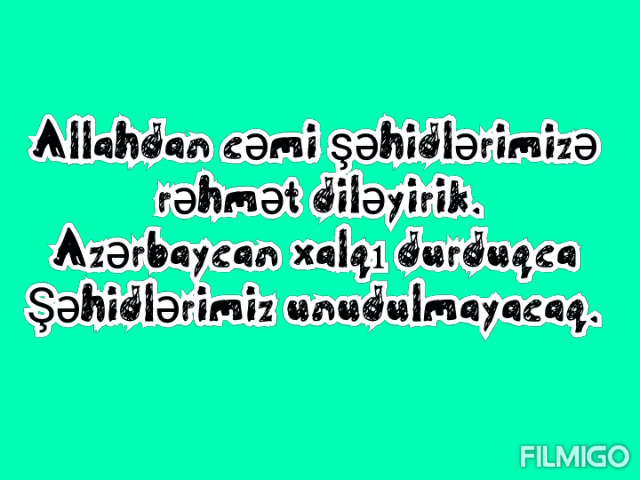 Allahdan cəmi şəhidlərimizə
rəhmət diləyirik.
Azərbaycan xalqı durduqca
Şəhidlərimiz unudulmayacaq.
FILMIGO